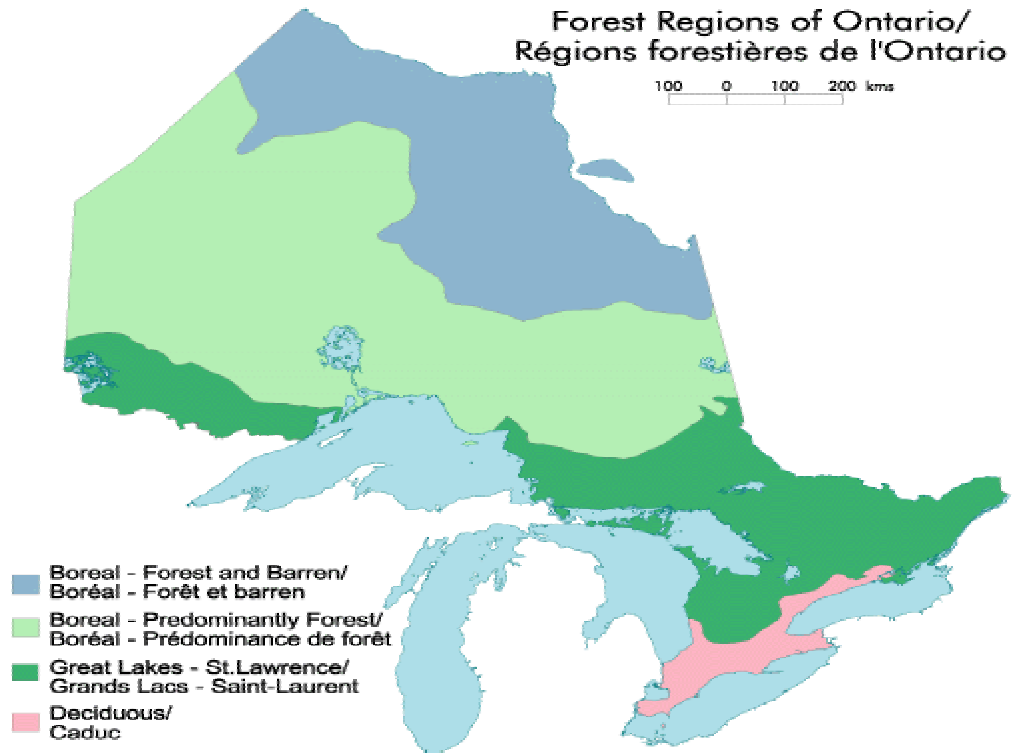 Forest Regions of Ontario/
Régions forestières de l'Ontario
100 0 100 200 kms
Boreal - Forest and Barren/
Boréal - Forêt et barren
Boreal - Predominantly Forest/
Boréal - Prédominance de forêt
Great Lakes - St.Lawrence/
Grands Lacs - Saint-Laurent
Deciduous/
Caduc